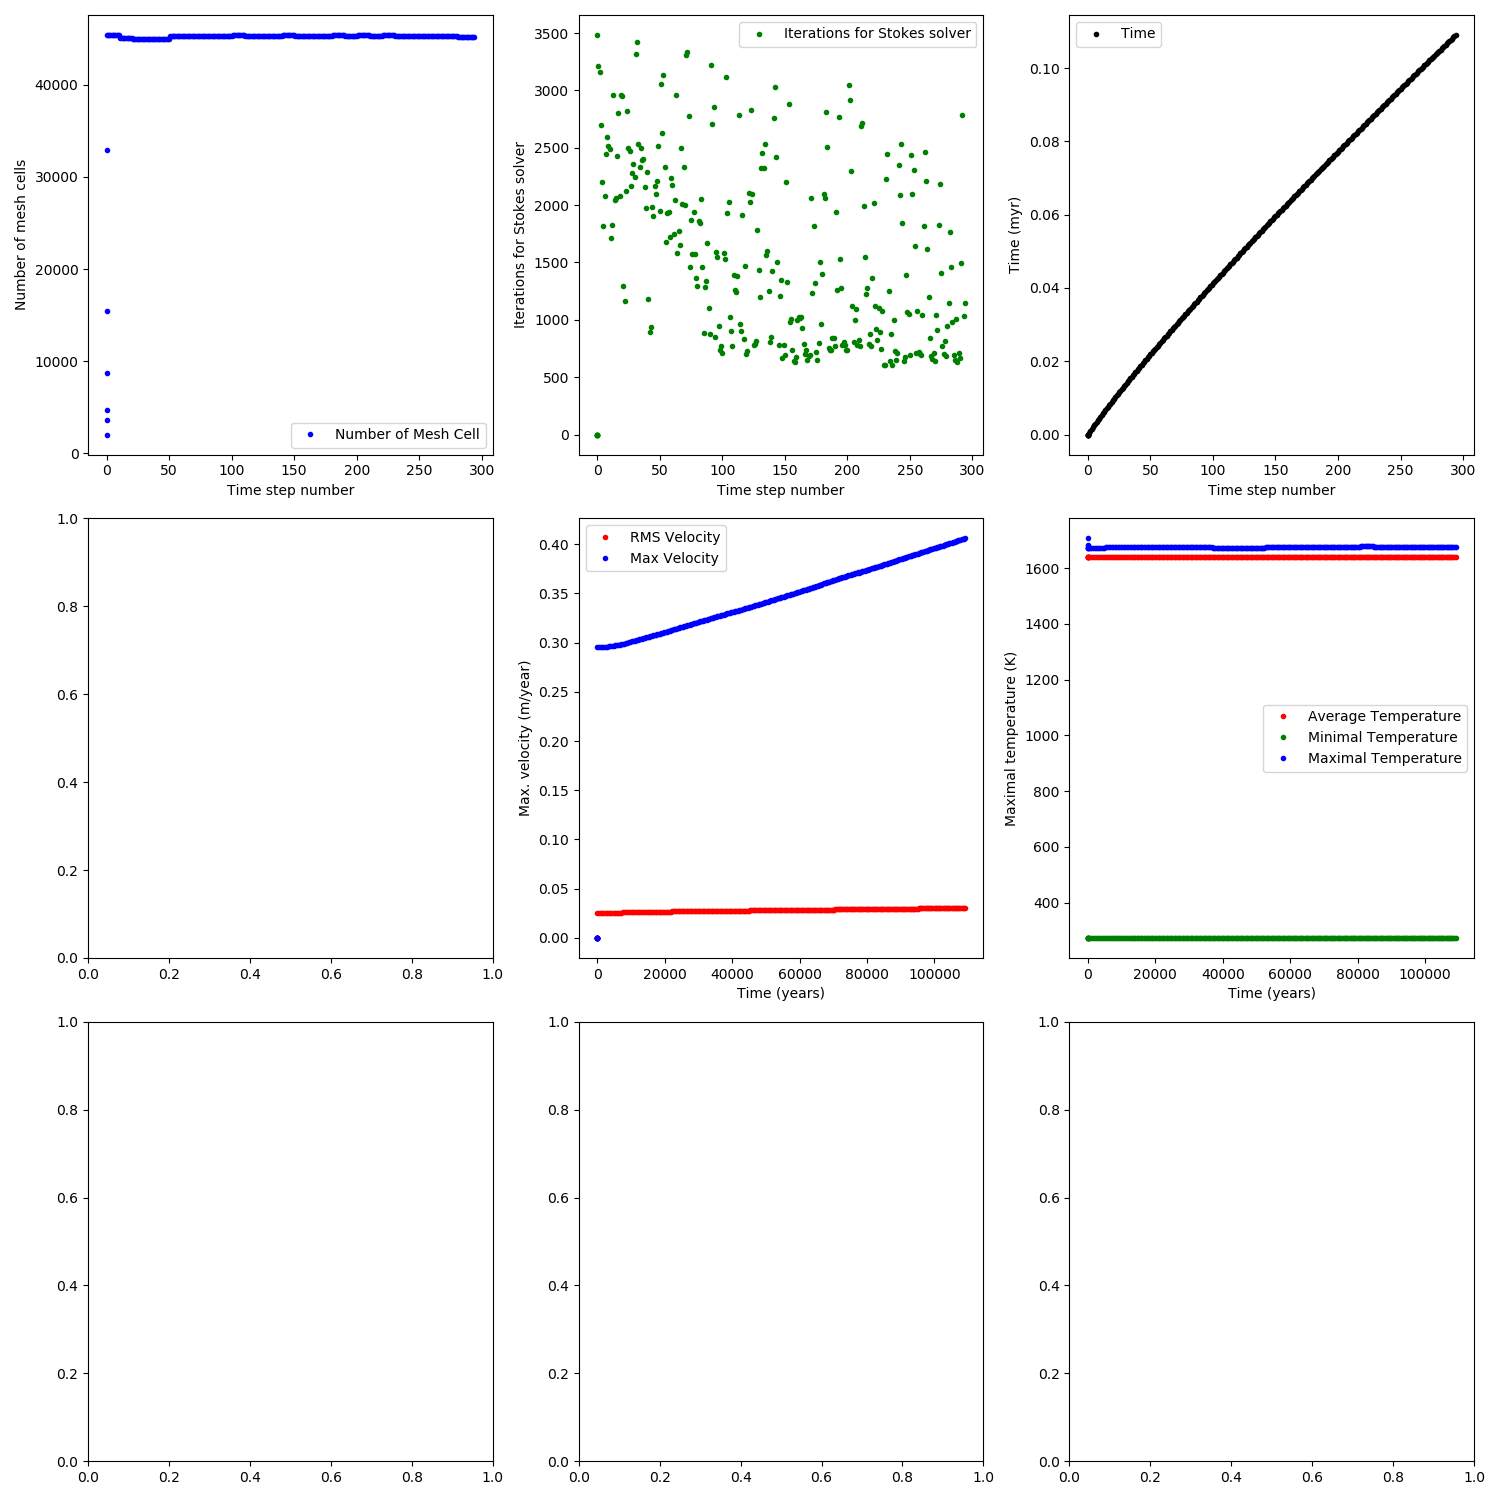 Number of mesh cells
40000
30000
20000
10000
0
0 50 100 150 200 250 300
Time step number
Number of Mesh Cell
Iterations for Stokes solver
3500
3000
2500
2000
1500
1000
500
0
0 50 100 150 200 250 300
Time step number
Iterations for Stokes solver
Time (myr)
0.10
0.08
0.06
0.04
0.02
0.00
0 50 100 150 200 250 300
Time step number
Time
1.0
0.8
0.6
0.4
0.2
0.0
0.0 0.2 0.4 0.6 0.8 1.0
Max. velocity (m/year)
0.40
0.35
0.30
0.25
0.20
0.15
0.10
0.05
0.00
0 20000 40000 60000 80000 100000
Time (years)
RMS Velocity
Max Velocity
Maximal temperature (K)
1600
1400
1200
1000
800
600
400
0 20000 40000 60000 80000 100000
Time (years)
Average Temperature
Minimal Temperature
Maximal Temperature
1.0
0.8
0.6
0.4
0.2
0.0
0.0 0.2 0.4 0.6 0.8 1.0
1.0
0.8
0.6
0.4
0.2
0.0
0.0 0.2 0.4 0.6 0.8 1.0
1.0
0.8
0.6
0.4
0.2
0.0
0.0 0.2 0.4 0.6 0.8 1.0